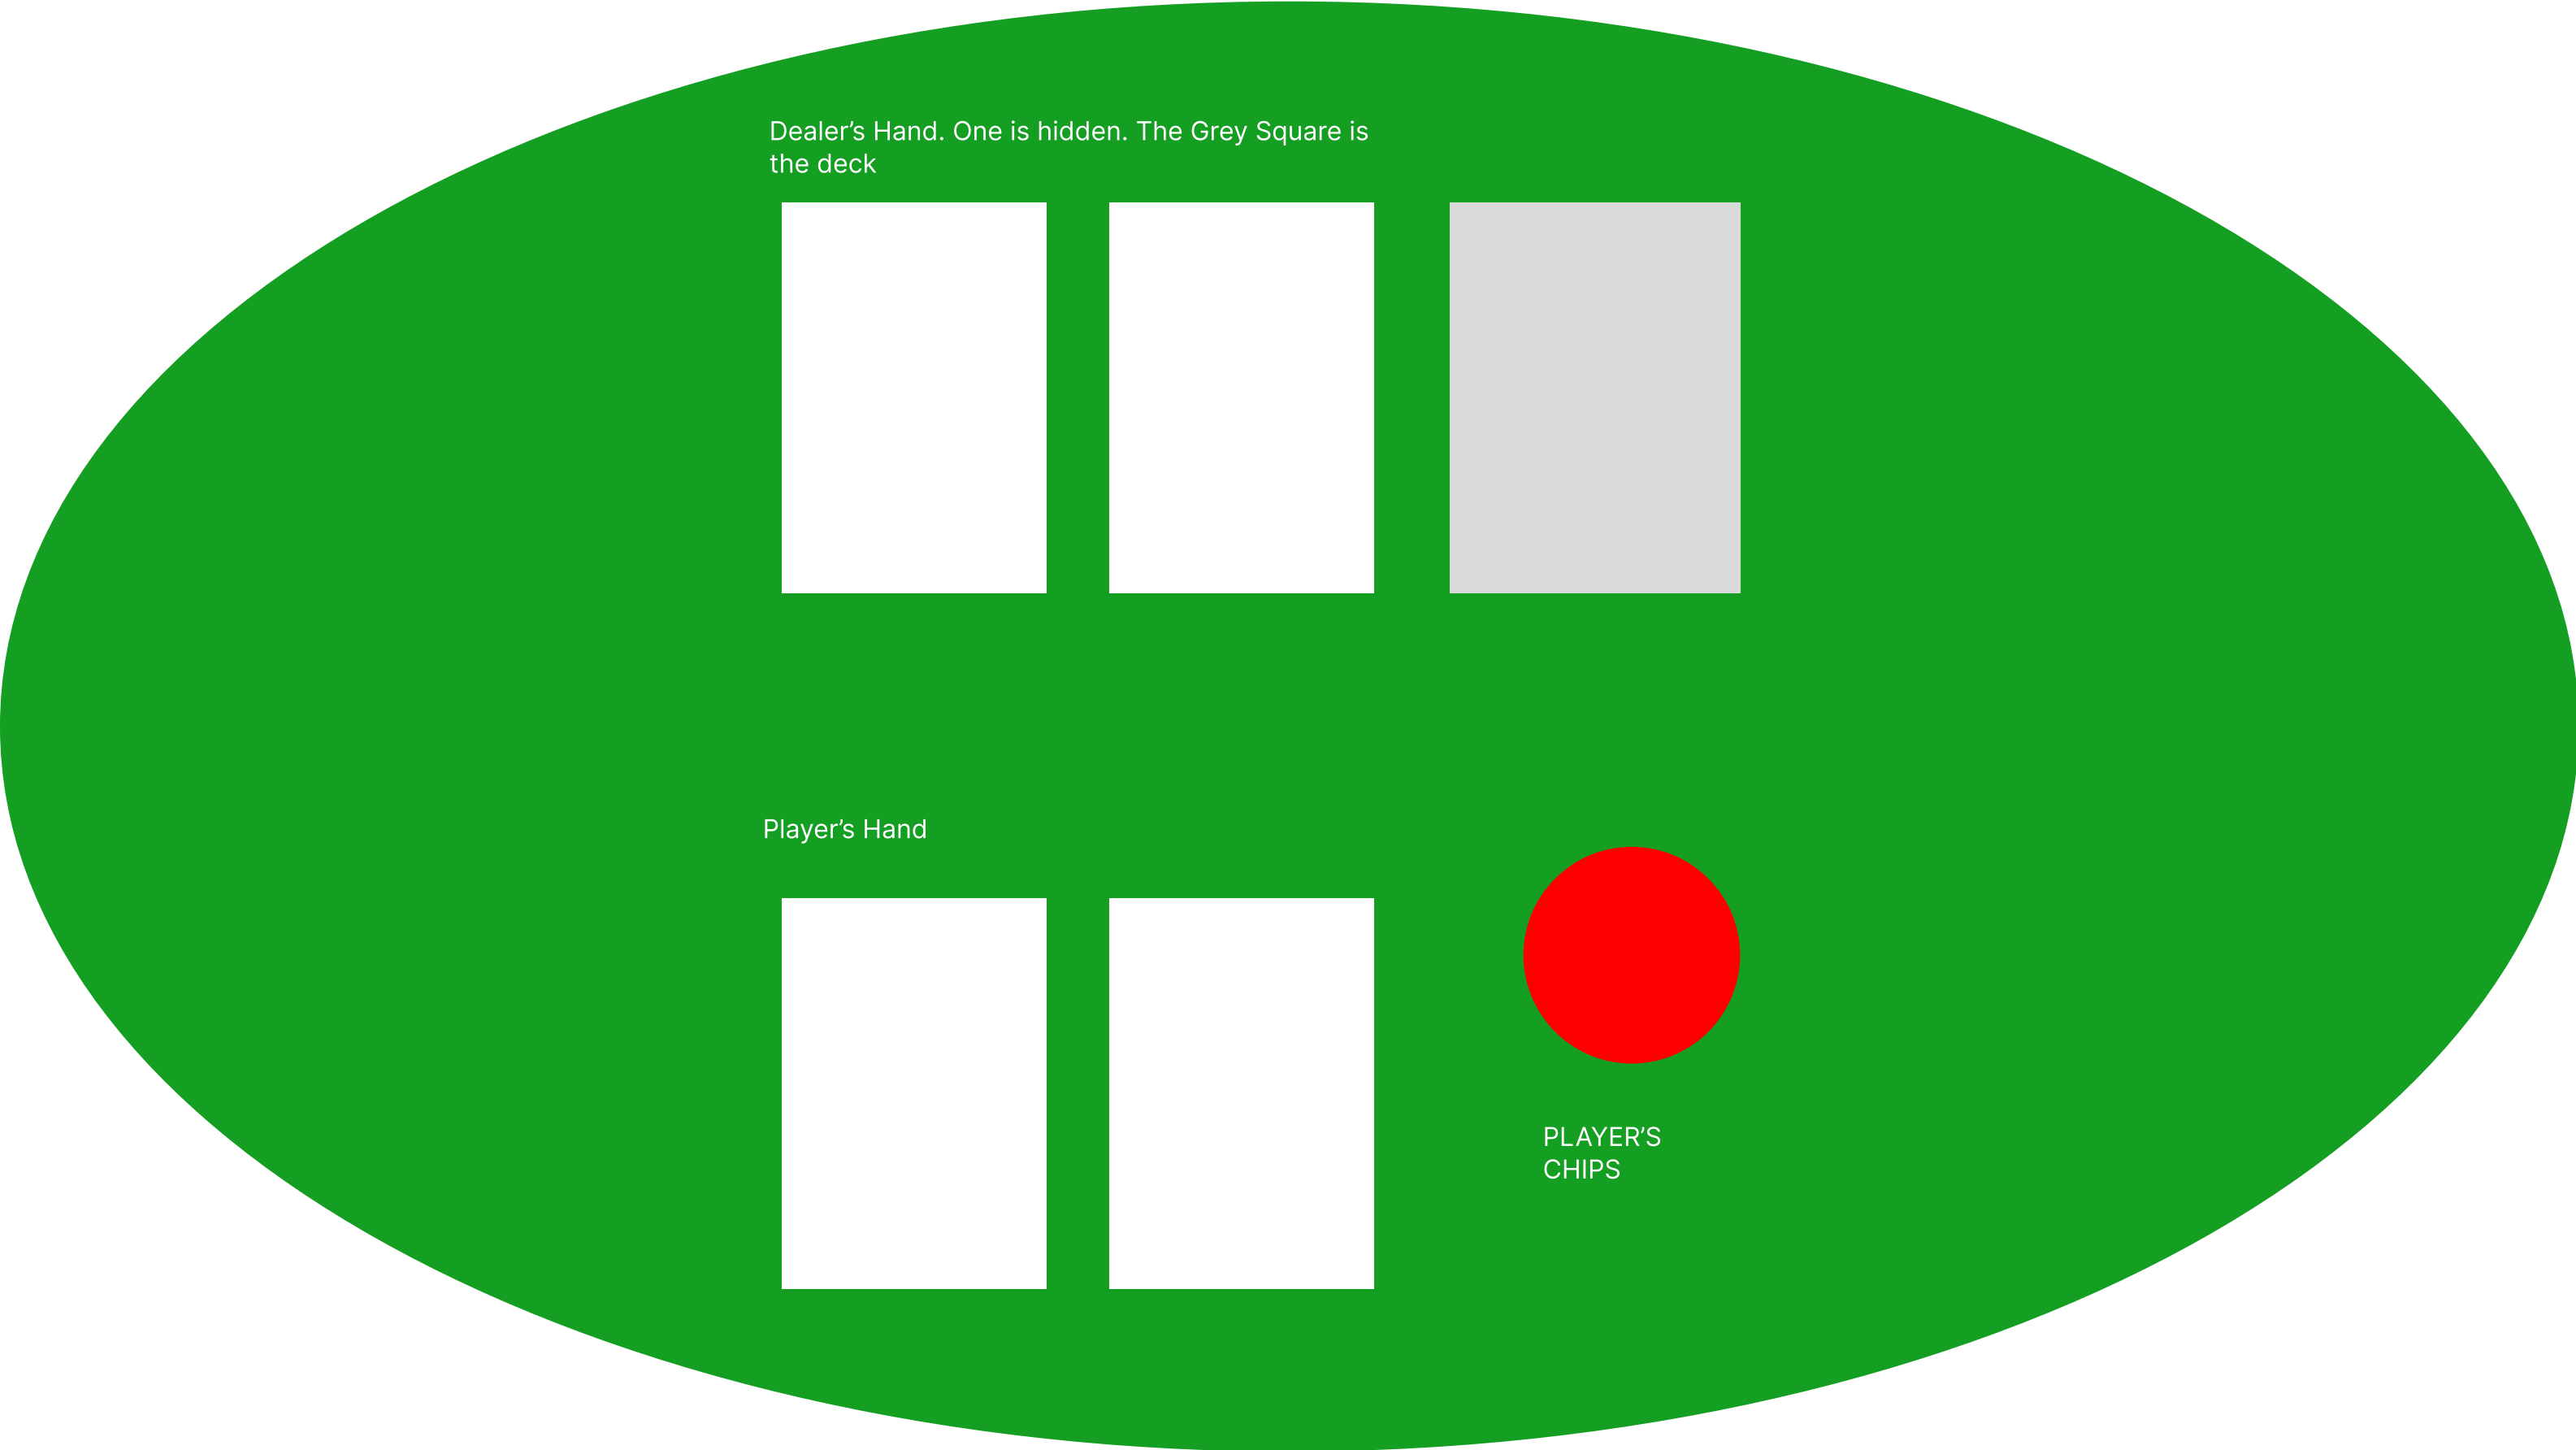 Dealer’s Hand. One is hidden. The Grey Square is
the deck
Player’s Hand
PLAYER’S
CHIPS